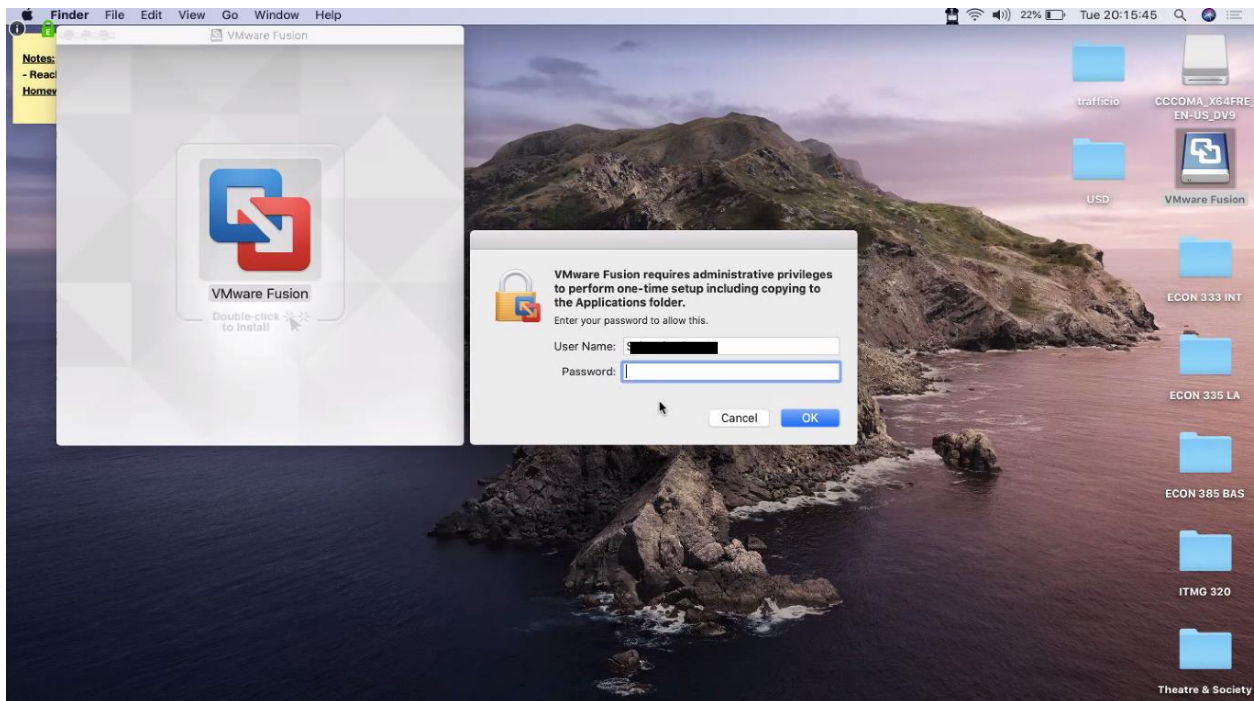 Finder File Edit View Go Window Help
22% Tue 20:15:45
VMware Fusion
Notes:
- Reac
Homew
VMware Fusion
Double-click
to Install
VMware Fusion requires administrative privileges
to perform one-time setup including copying to
the Applications folder.
Enter your password to allow this.
User Name: S
Password:
Cancel OK
trafficio
USD
CCCOMA_X64FRE_
EN-US_DV9
VMware Fusion
ECON 333 INT
ECON 335 LA
ECON 385 BAS
ITMG 320
Theatre & Society